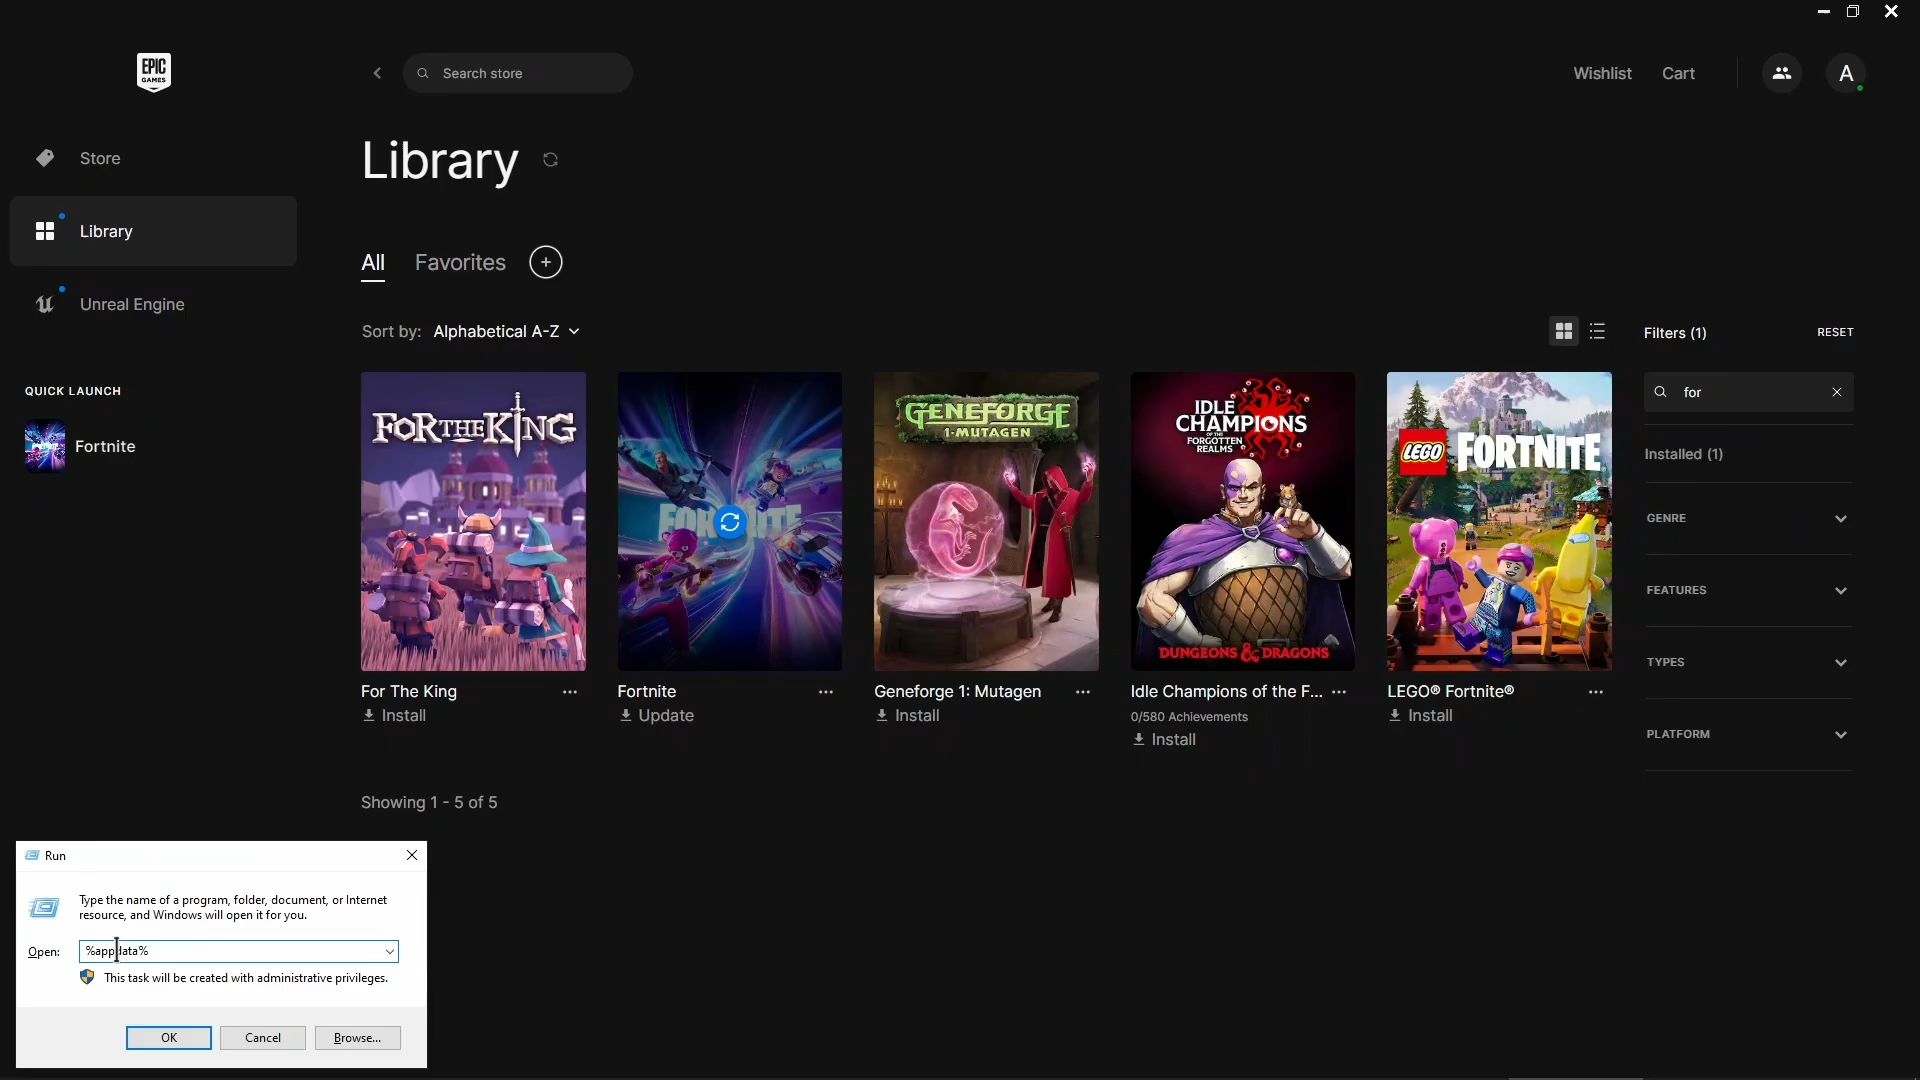 EPIC
GAMES
Search store
Wishlist
Cart
A
Store
Library
Library
All
Favorites
Unreal Engine
Sort by: Alphabetical A-Z
Filters (1)
RESET
QUICK LAUNCH
Fortnite
for
Installed (1)
GENRE
FEATURES
TYPES
PLATFORM
FOR THE KING
FORTNITE
GENEFORGE
1-MUTAGEN
IDLE
CHAMPIONS
OF THE
FORGOTTEN
REALMS
DUNGEONS & DRAGONS
LEGO FORTNITE
For The King
Install
Fortnite
Update
Geneforge 1: Mutagen
Install
Idle Champions of the F...
0/580 Achievements
Install
LEGO® Fortnite®
Install
Showing 1 - 5 of 5
Run
Type the name of a program, folder, document, or Internet
resource, and Windows will open it for you.
Open: %appdata%
This task will be created with administrative privileges.
OK
Cancel
Browse...